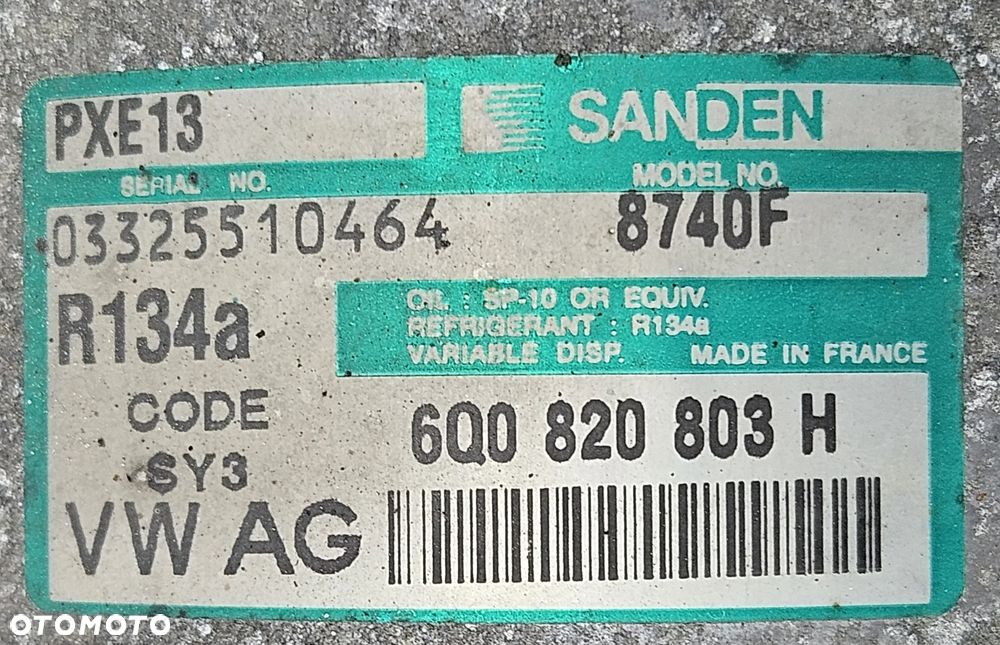 PXE13
SANDEN
SERIAL NO.
MODEL NO.
03325510464
8740F
R134a
OIL : SP-10 OR EQUIV.
REFRIGERANT : R134a
VARIABLE DISP. MADE IN FRANCE
CODE
SY3
6Q0 820 803 H
VW AG
OTOMOTO